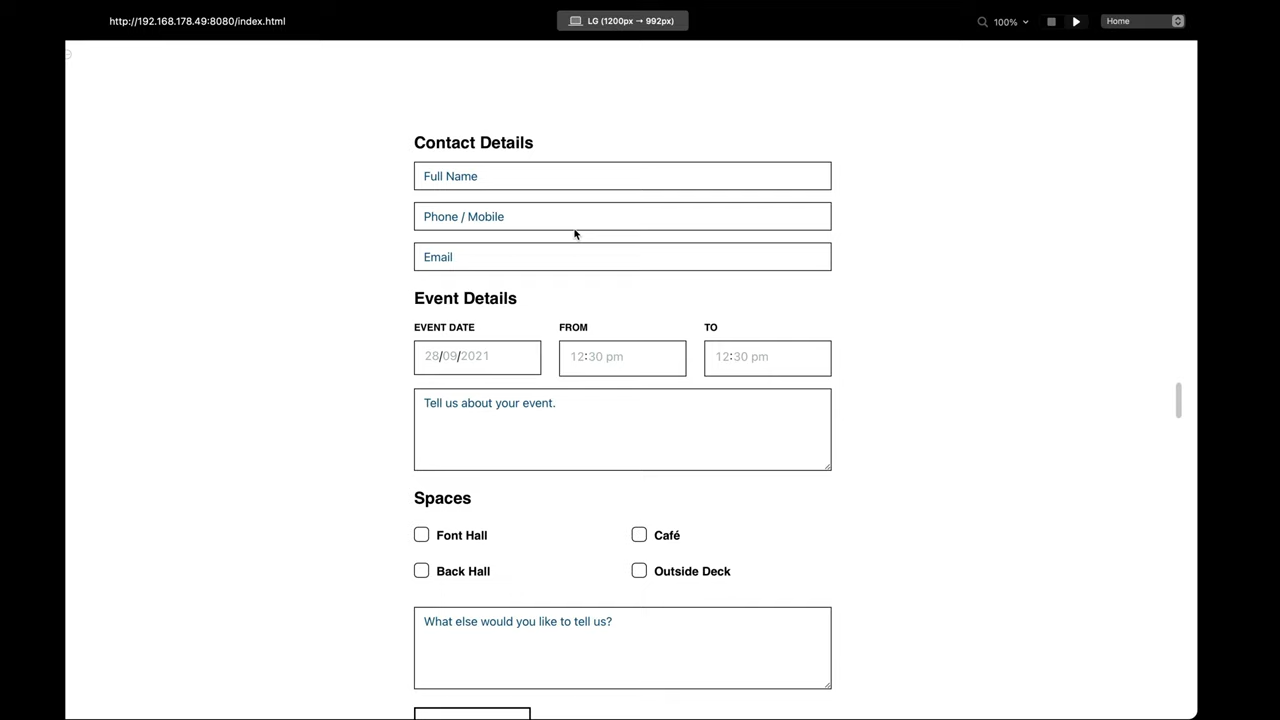 http://192.168.178.49:8080/index.html
LG (1200px → 992px)
100%
Home
Contact Details
Full Name
Phone / Mobile
Email
Event Details
EVENT DATE FROM TO
28/09/2021 12:30 pm 12:30 pm
Tell us about your event.
Spaces
Font Hall Café
Back Hall Outside Deck
What else would you like to tell us?